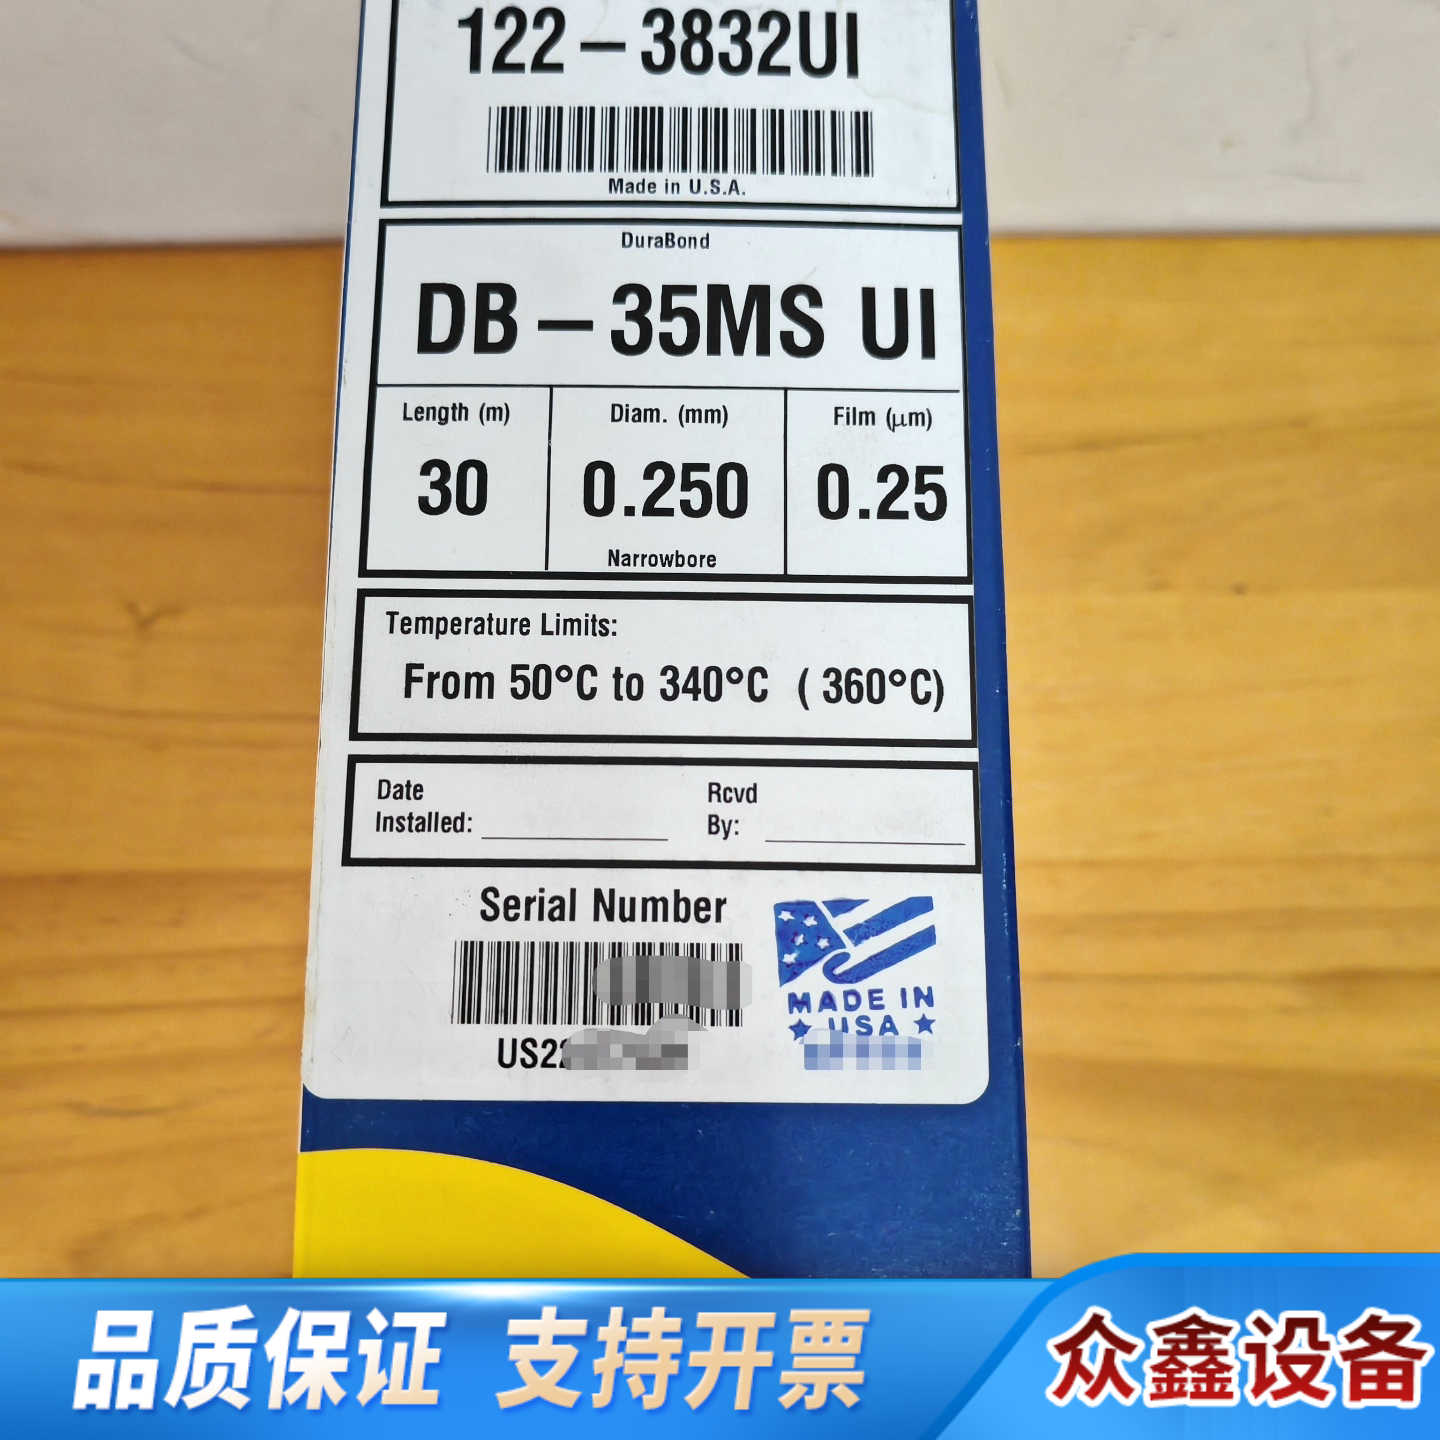 122-3832UI
Made in U.S.A.
DuraBond
DB-35MS UI
Length (m) Diam. (mm) Film (μm)
30 0.250 0.25
Narrowbore
Temperature Limits:
From 50°C to 340°C (360°C)
Date
Installed:
Rcvd
By:
Serial Number
US22
MADE IN
USA
品质保证 支持开票
众鑫设备